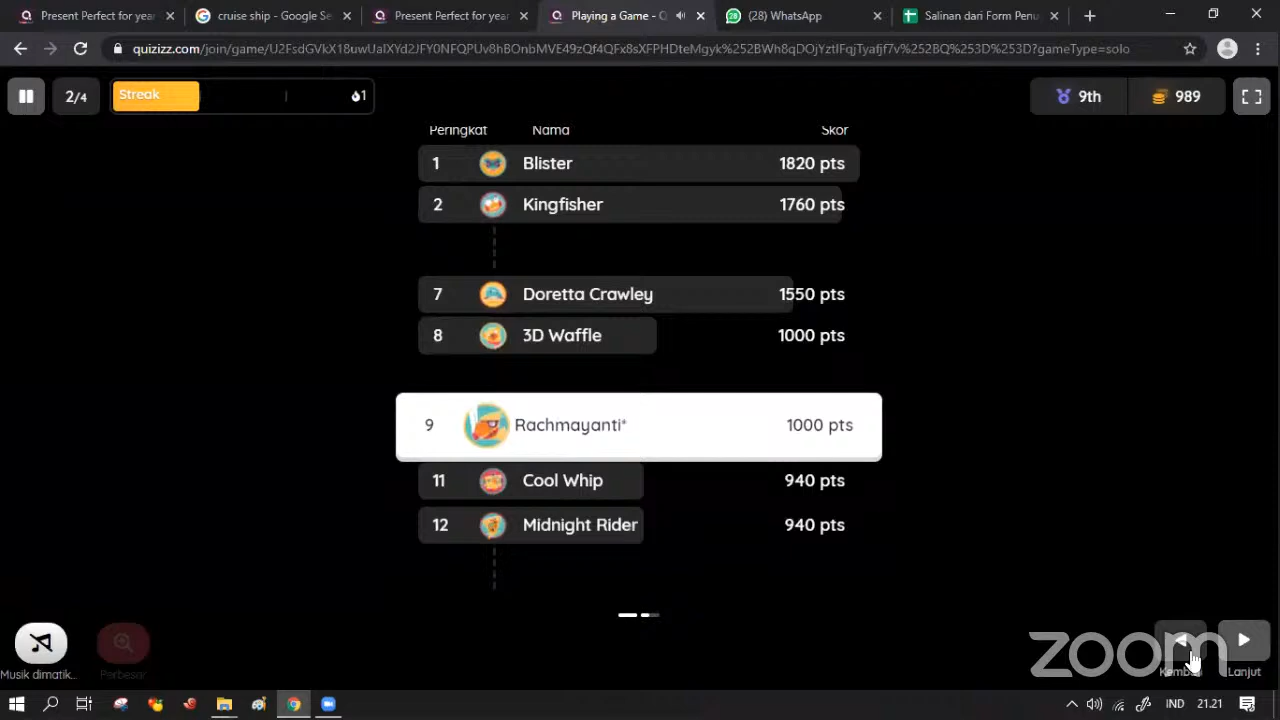 Present Perfect for year
cruise ship - Google Se
Present Perfect for year
Playing a Game - Q
(28) WhatsApp
Salinan dari Form Penu
quizizz.com/join/game/U2FsdGVkX18uwUaIXYd2JFY0NFQPUv8hBOnbMVE49zQf4QFx8sXFPHDteMgyk%252BWh8qDOjYztIFqjTyafjf7v%252BQ%253D%253D?gameType=solo
2/4
Streak
1
9th
989
Peringkat Nama Skor
1 Blister 1820 pts
2 Kingfisher 1760 pts
7 Doretta Crawley 1550 pts
8 3D Waffle 1000 pts
9 Rachmayanti* 1000 pts
11 Cool Whip 940 pts
12 Midnight Rider 940 pts
zoom
Musik dimatik..
Perbesar
Lanjut
IND
21.21